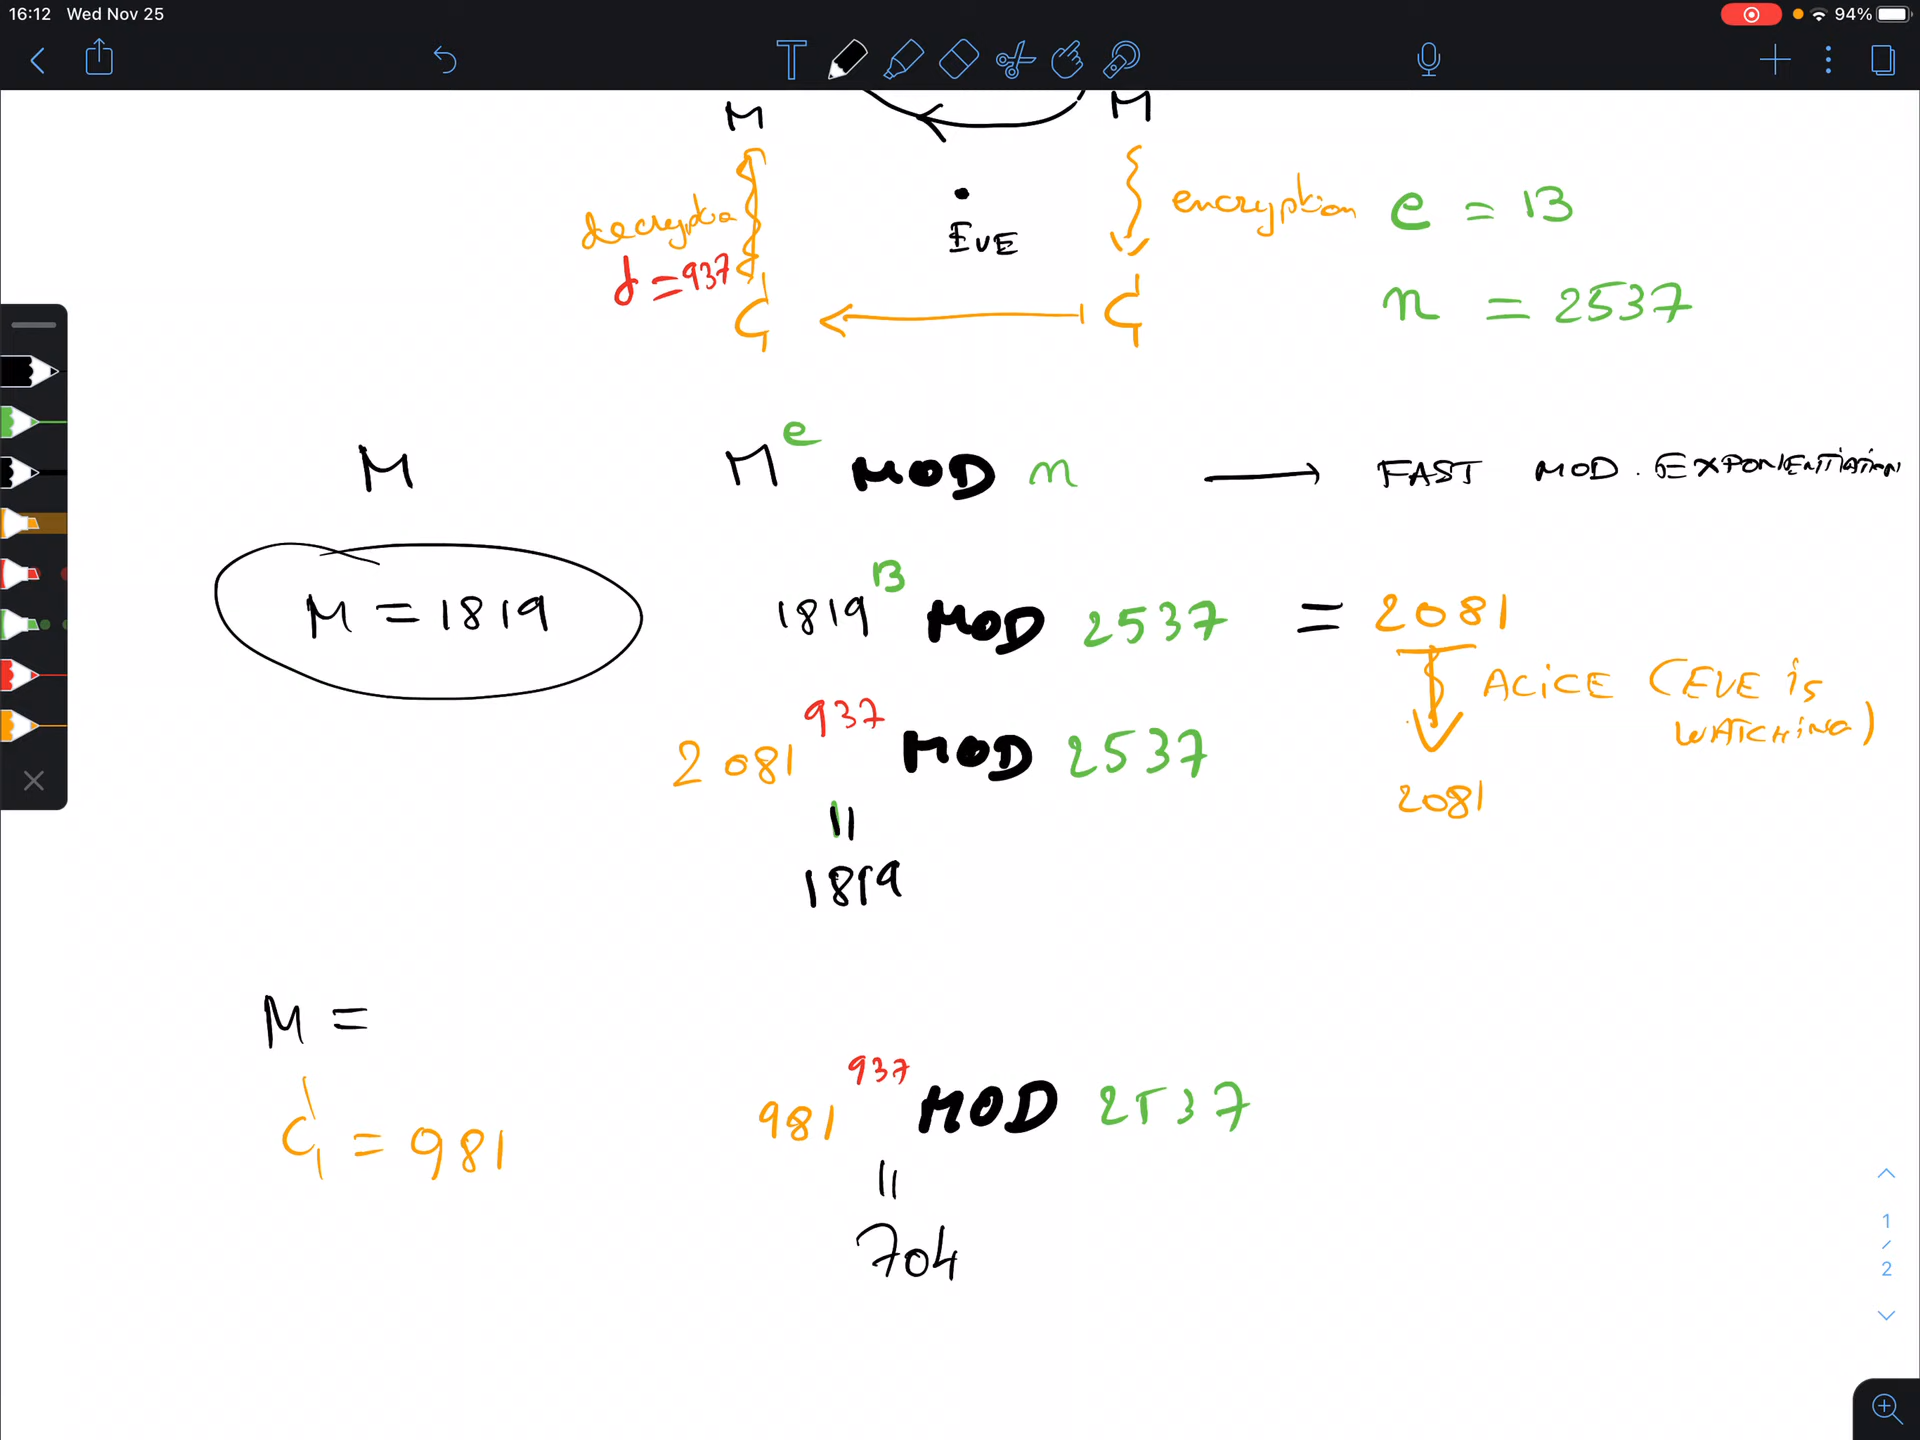 16:12 Wed Nov 25 94%
T
M M
decryption EVE encryption e = 13
d = 937
C C n = 2537
M M^e MOD n → FAST MOD. EXPONENTIATION
M = 1819 1819^13 MOD 2537 = 2081
ACICE (EVE is
WATCHING)
2081^937 MOD 2537
2081
||
1819
M =
C = 981 981^937 MOD 2537
||
704
1
/
2